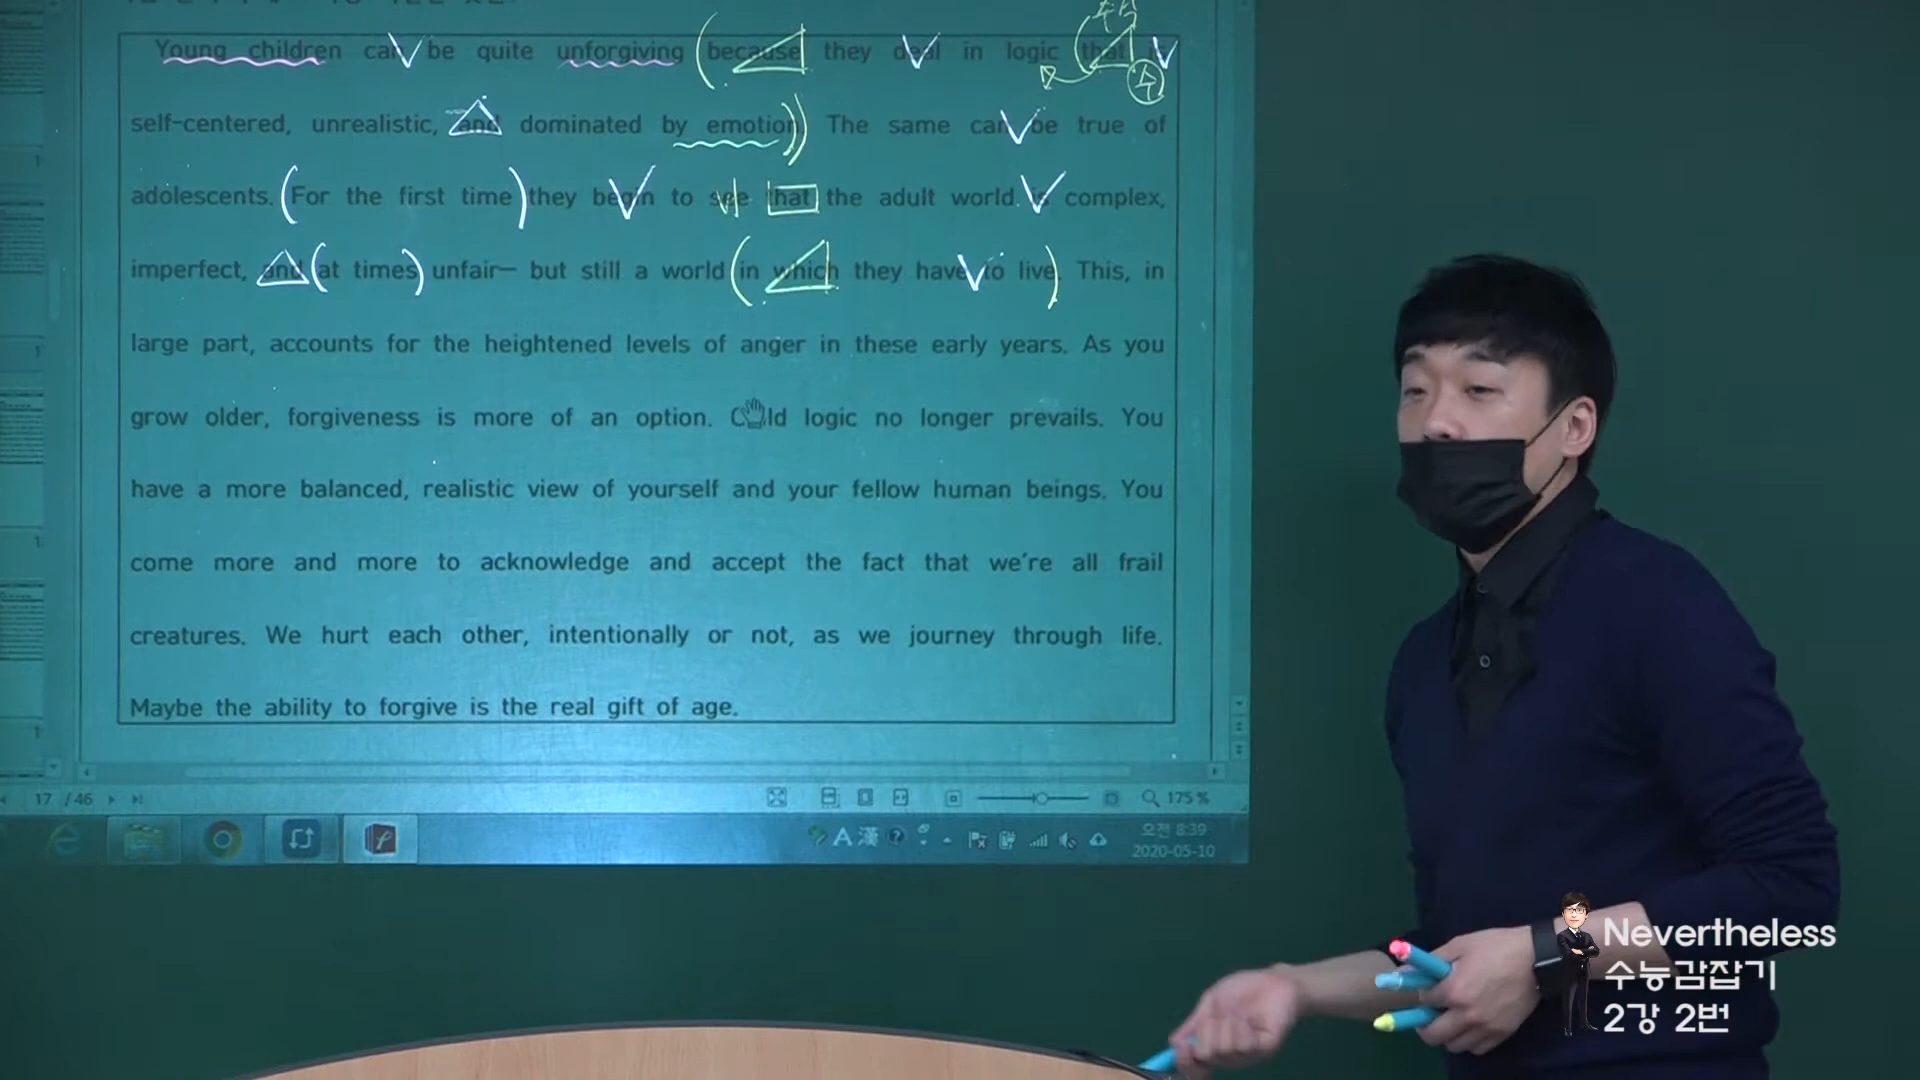 Young children can be quite unforgiving because they deal in logic that is
self-centered, unrealistic, and dominated by emotion. The same can be true of
adolescents. For the first time they begin to see that the adult world is complex,
imperfect, and at times unfair— but still a world in which they have to live. This, in
large part, accounts for the heightened levels of anger in these early years. As you
grow older, forgiveness is more of an option. Cold logic no longer prevails. You
have a more balanced, realistic view of yourself and your fellow human beings. You
come more and more to acknowledge and accept the fact that we're all frail
creatures. We hurt each other, intentionally or not, as we journey through life.
Maybe the ability to forgive is the real gift of age.
17 / 46
175 %
A 漢
오전 8:39
2020-05-10
Nevertheless
수능감잡기
2강 2번